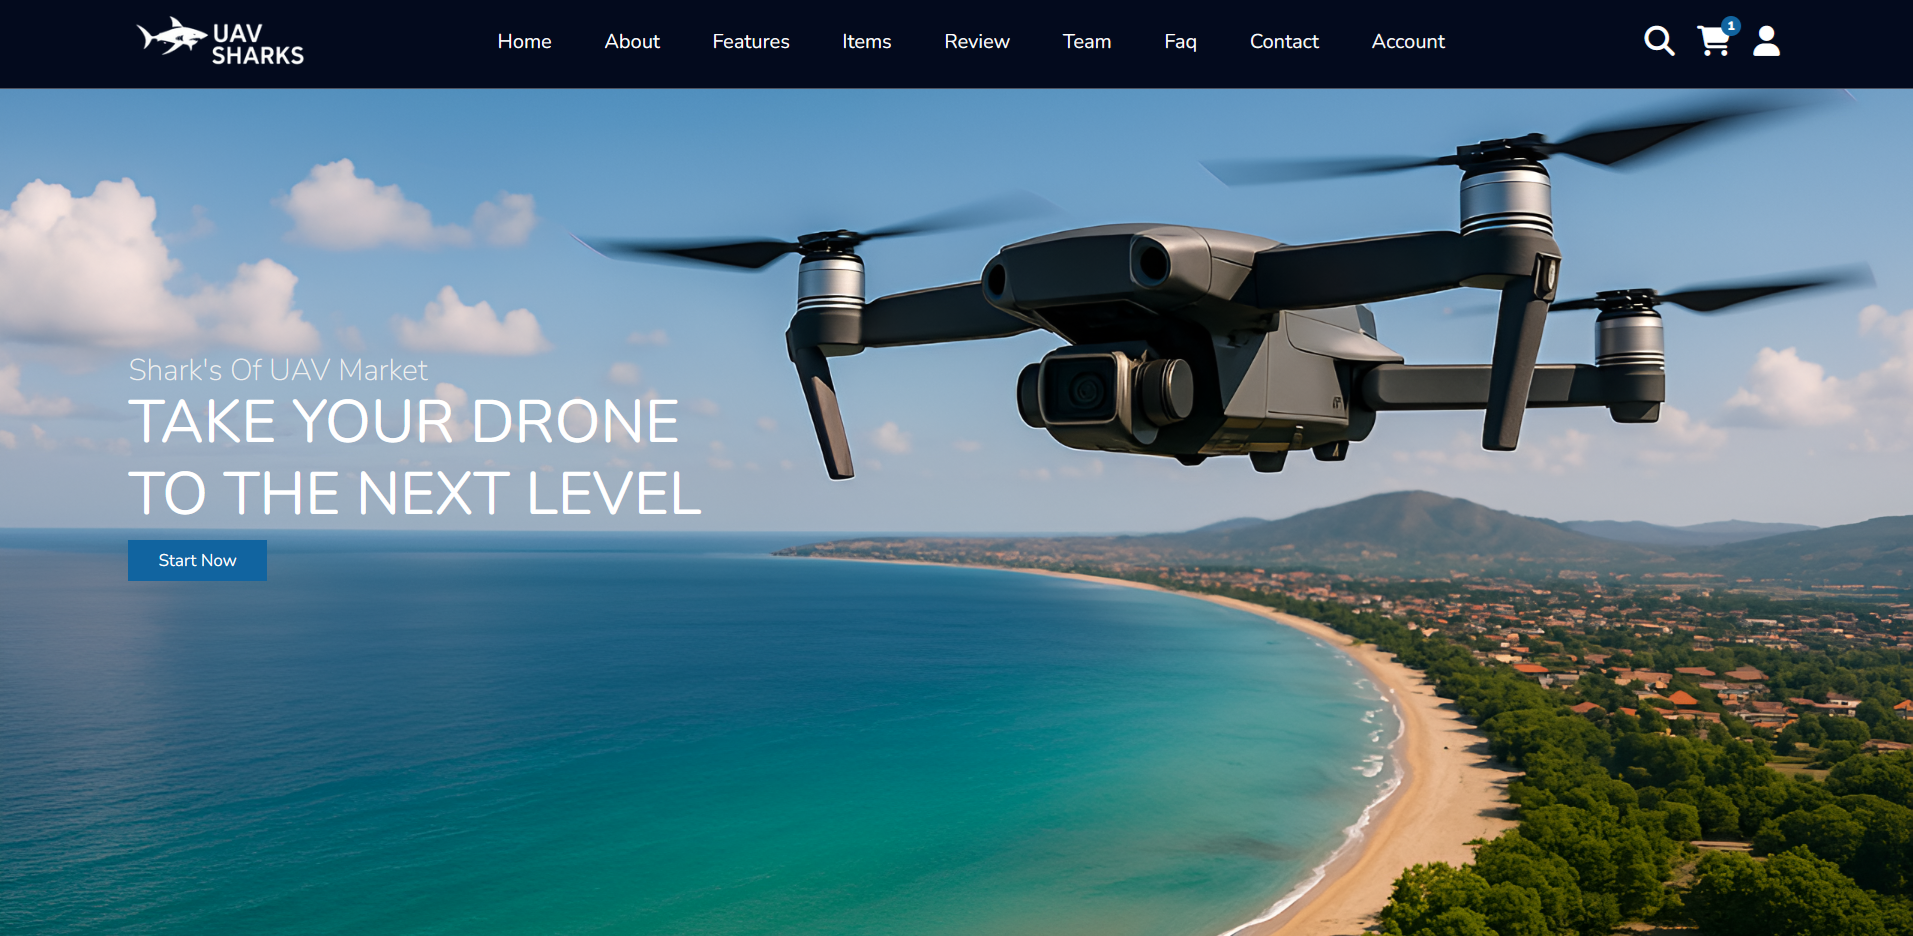 UAV
SHARKS
Home About Features Items Review Team Faq Contact Account
1
Shark's Of UAV Market
TAKE YOUR DRONE
TO THE NEXT LEVEL
Start Now